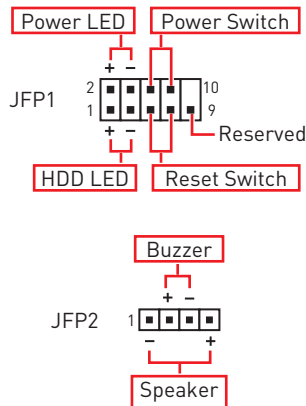 Power LED Power Switch
+ −
2 10
JFP1
1 9
+ − Reserved
HDD LED Reset Switch
Buzzer
+ −
JFP2 1
− +
Speaker